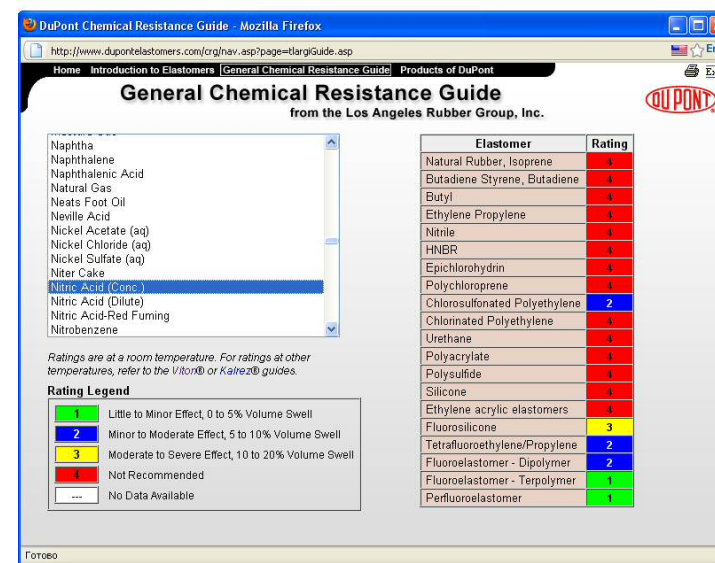 DuPont Chemical Resistance Guide - Mozilla Firefox
http://www.dupontelastomers.com/crg/nav.asp?page=tlargiGuide.asp
Home Introduction to Elastomers General Chemical Resistance Guide Products of DuPont
General Chemical Resistance Guide
from the Los Angeles Rubber Group, Inc.
DUPONT
Naphtha
Naphthalene
Naphthalenic Acid
Natural Gas
Neats Foot Oil
Neville Acid
Nickel Acetate (aq)
Nickel Chloride (aq)
Nickel Sulfate (aq)
Niter Cake
Nitric Acid (Conc.)
Nitric Acid (Dilute)
Nitric Acid-Red Fuming
Nitrobenzene
Ratings are at a room temperature. For ratings at other
temperatures, refer to the Viton® or Kalrez® guides.
Rating Legend
1 Little to Minor Effect, 0 to 5% Volume Swell
2 Minor to Moderate Effect, 5 to 10% Volume Swell
3 Moderate to Severe Effect, 10 to 20% Volume Swell
4 Not Recommended
--- No Data Available
Elastomer Rating
Natural Rubber, Isoprene 4
Butadiene Styrene, Butadiene 4
Butyl 4
Ethylene Propylene 4
Nitrile 4
HNBR 4
Epichlorohydrin 4
Polychloroprene 4
Chlorosulfonated Polyethylene 2
Chlorinated Polyethylene 4
Urethane 4
Polyacrylate 4
Polysulfide 4
Silicone 4
Ethylene acrylic elastomers 4
Fluorosilicone 3
Tetrafluoroethylene/Propylene 2
Fluoroelastomer - Dipolymer 2
Fluoroelastomer - Terpolymer 1
Perfluoroelastomer 1
Готово